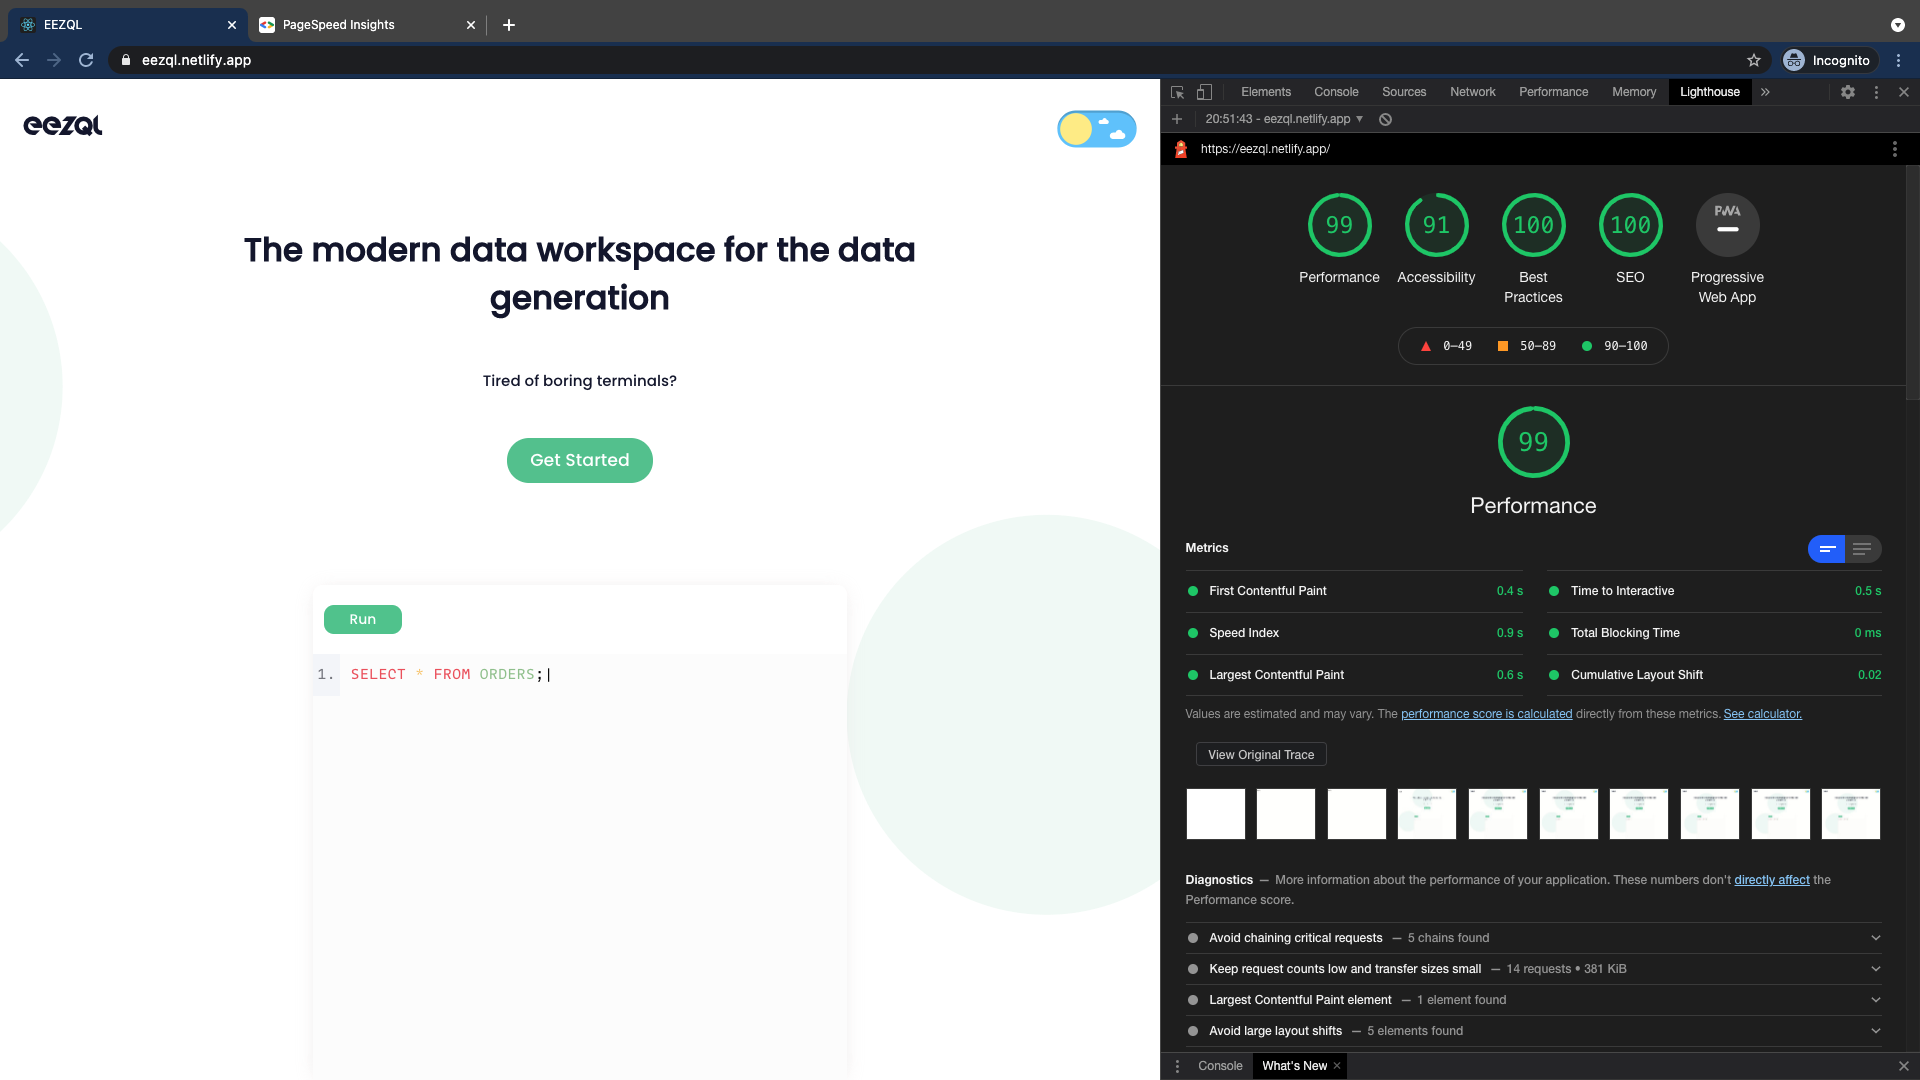 EEZQL
PageSpeed Insights
eezql.netlify.app
Incognito
eezql
The modern data workspace for the data
generation
Tired of boring terminals?
Get Started
Run
1. SELECT * FROM ORDERS;|
Elements Console Sources Network Performance Memory Lighthouse »
20:51:43 - eezql.netlify.app ▼
https://eezql.netlify.app/
99 91 100 100 PWA
Performance Accessibility Best Practices SEO Progressive Web App
0–49 50–89 90–100
99
Performance
Metrics
First Contentful Paint 0.4 s
Time to Interactive 0.5 s
Speed Index 0.9 s
Total Blocking Time 0 ms
Largest Contentful Paint 0.6 s
Cumulative Layout Shift 0.02
Values are estimated and may vary. The performance score is calculated directly from these metrics. See calculator.
View Original Trace
Diagnostics — More information about the performance of your application. These numbers don't directly affect the
Performance score.
Avoid chaining critical requests — 5 chains found
Keep request counts low and transfer sizes small — 14 requests • 381 KiB
Largest Contentful Paint element — 1 element found
Avoid large layout shifts — 5 elements found
Console What's New